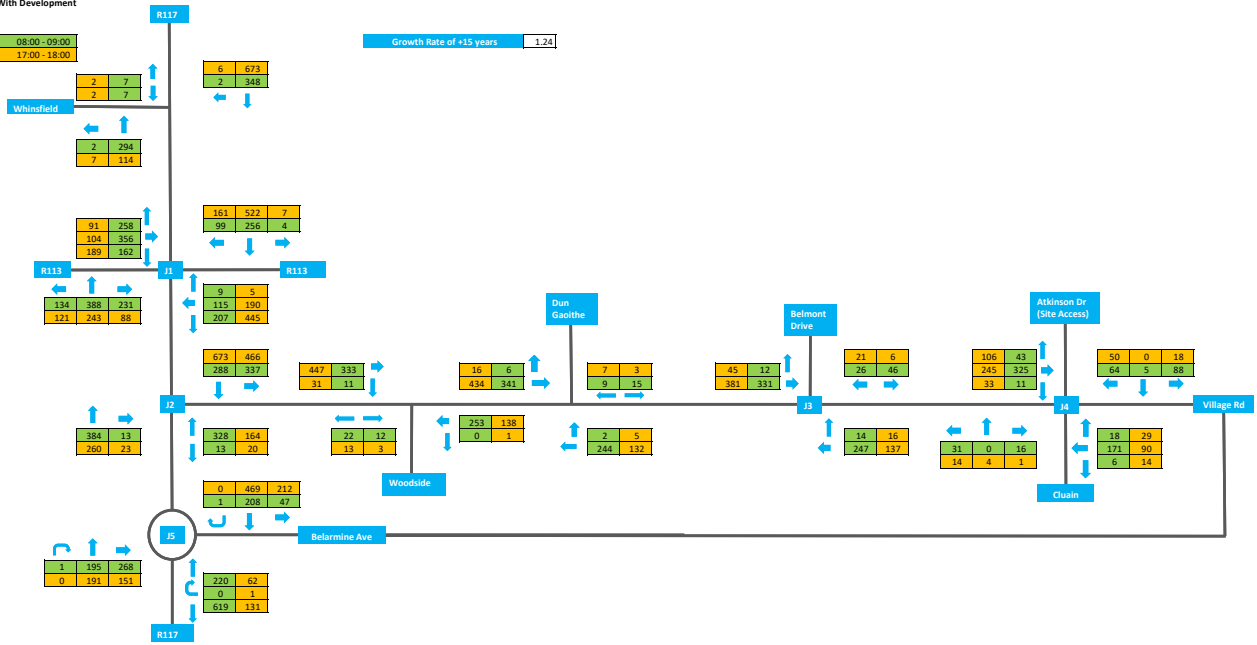 With Development
R117
08:00 - 09:00
17:00 - 18:00
Growth Rate of +15 years 1.24
6 673
2 348
2 7
2 7
Whinsfield
2 294
7 114
161 522 7
99 256 4
91 258
104 356
189 162
R113
J1
R113
134 388 231
121 243 88
9 5
115 190
207 445
Dun
Gaoithe
Belmont
Drive
Atkinson Dr
(Site Access)
673 466
288 337
447 333
31 11
16 6
434 341
7 3
9 15
45 12
381 331
21 6
26 46
106 43
245 325
33 11
50 0 18
64 5 88
J2
J3
J4
Village Rd
384 13
260 23
328 164
13 20
22 12
13 3
253 138
0 1
2 5
244 132
14 16
247 137
31 0 16
14 4 1
18 29
171 90
6 14
Woodside
Cluain
0 469 212
1 208 47
J5
Belarmine Ave
1 195 268
0 191 151
220 62
0 1
619 131
R117